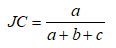 JC = a / (a + b + c)